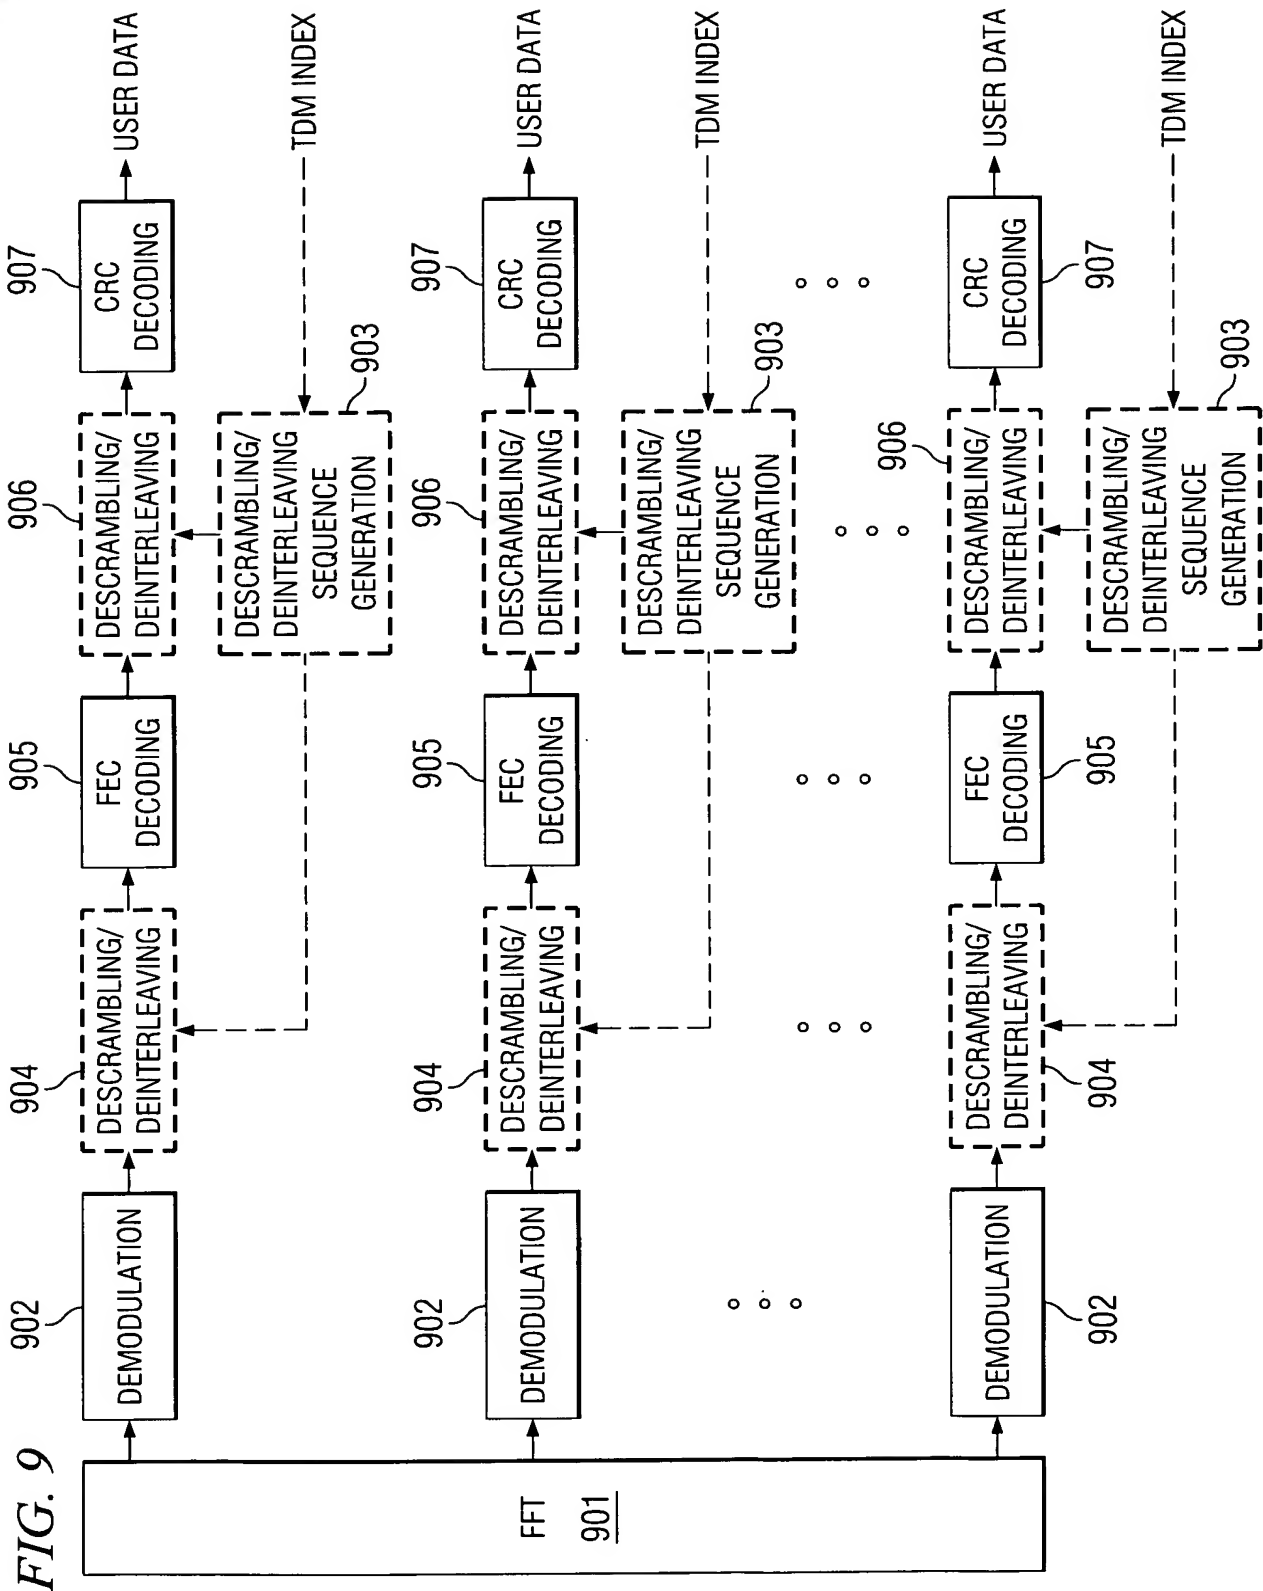 FIG. 9
FFT
901
902
DEMODULATION
904
DESCRAMBLING/
DEINTERLEAVING
905
FEC
DECODING
906
DESCRAMBLING/
DEINTERLEAVING
907
CRC
DECODING
USER DATA
DESCRAMBLING/
DEINTERLEAVING
SEQUENCE
GENERATION
903
TDM INDEX
902
DEMODULATION
904
DESCRAMBLING/
DEINTERLEAVING
905
FEC
DECODING
906
DESCRAMBLING/
DEINTERLEAVING
907
CRC
DECODING
USER DATA
DESCRAMBLING/
DEINTERLEAVING
SEQUENCE
GENERATION
903
TDM INDEX
DEMODULATION
902
DESCRAMBLING/
DEINTERLEAVING
904
FEC
DECODING
905
906
DESCRAMBLING/
DEINTERLEAVING
CRC
DECODING
907
USER DATA
DESCRAMBLING/
DEINTERLEAVING
SEQUENCE
GENERATION
903
TDM INDEX